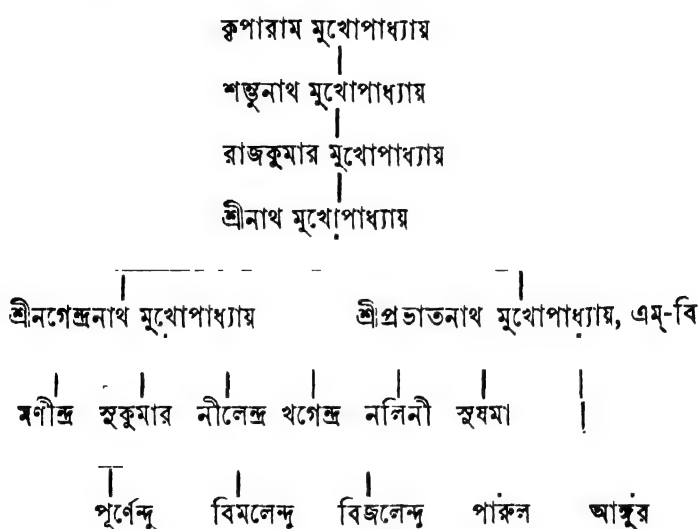 কৃপারাম মুখোপাধ্যায়
শম্ভুনাথ মুখোপাধ্যায়
রাজকুমার মুখোপাধ্যায়
শ্রীনাথ মুখোপাধ্যায়
শ্রীনগেন্দ্রনাথ মুখোপাধ্যায় শ্রীপ্রভাতনাথ মুখোপাধ্যায়, এম্-বি
মণীন্দ্র সুকুমার নীলেন্দ্র খগেন্দ্র নলিনী সুষমা
পূর্ণেন্দু বিমলেন্দু বিজলেন্দু পারুল আঙ্গুর